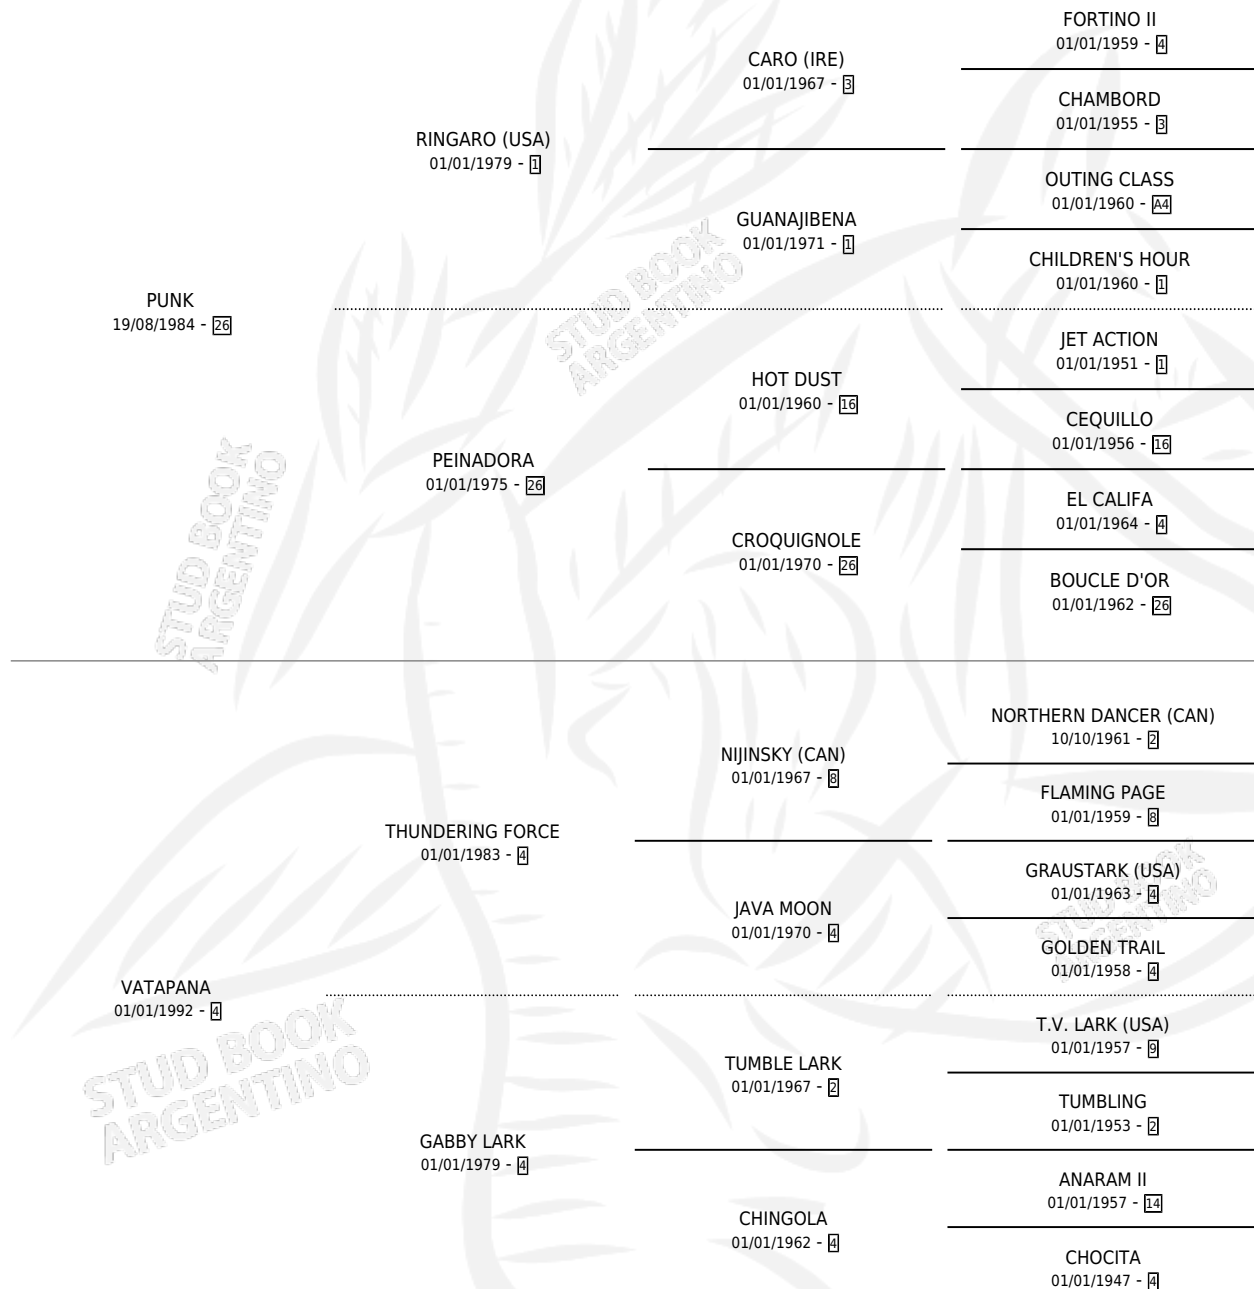 FORTINO II
01/01/1959 - 4
CARO (IRE)
01/01/1967 - 3
CHAMBORD
01/01/1955 - 3
RINGARO (USA)
01/01/1979 - 1
OUTING CLASS
01/01/1960 - A4
GUANAJIBENA
01/01/1971 - 1
CHILDREN'S HOUR
01/01/1960 - 1
PUNK
19/08/1984 - 26
JET ACTION
01/01/1951 - 1
HOT DUST
01/01/1960 - 16
CEQUILLO
01/01/1956 - 16
PEINADORA
01/01/1975 - 26
EL CALIFA
01/01/1964 - 4
CROQUIGNOLE
01/01/1970 - 26
BOUCLE D'OR
01/01/1962 - 26
NORTHERN DANCER (CAN)
10/10/1961 - 2
NIJINSKY (CAN)
01/01/1967 - 8
FLAMING PAGE
01/01/1959 - 8
THUNDERING FORCE
01/01/1983 - 4
GRAUSTARK (USA)
01/01/1963 - 4
JAVA MOON
01/01/1970 - 4
GOLDEN TRAIL
01/01/1958 - 4
VATAPANA
01/01/1992 - 4
T.V. LARK (USA)
01/01/1957 - 9
TUMBLE LARK
01/01/1967 - 2
TUMBLING
01/01/1953 - 2
GABBY LARK
01/01/1979 - 4
ANARAM II
01/01/1957 - 14
CHINGOLA
01/01/1962 - 4
CHOCITA
01/01/1947 - 4
STUD BOOK
ARGENTINO
STUD BOOK
ARGENTINO
STUD BOOK
ARGENTINO
STUD BOOK
ARGENTINO